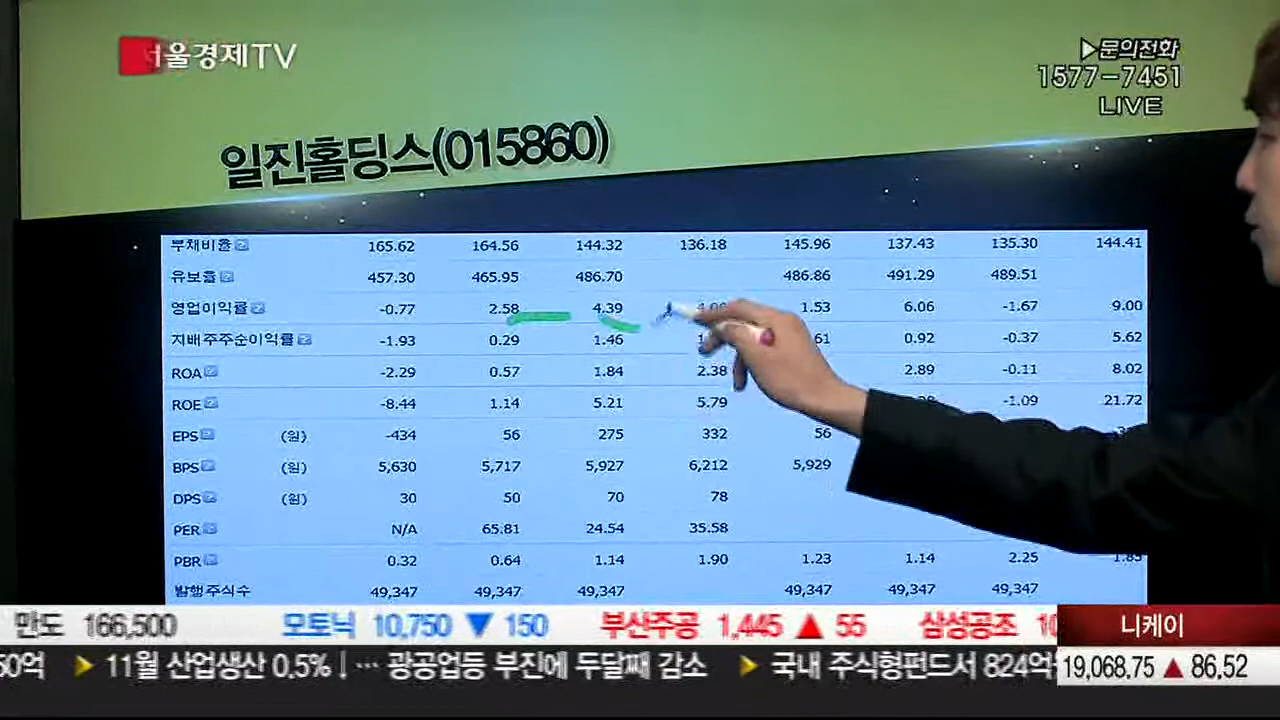 서울경제TV
▶문의전화
1577-7451
LIVE
일진홀딩스(015860)
부채비율 165.62 164.56 144.32 136.18 145.96 137.43 135.30 144.41
유보율 457.30 465.95 486.70 486.86 491.29 489.51
영업이익률 -0.77 2.58 4.39 1.53 6.06 -1.67 9.00
지배주주순이익률 -1.93 0.29 1.46 0.92 -0.37 5.62
ROA -2.29 0.57 1.84 2.38 2.89 -0.11 8.02
ROE -8.44 1.14 5.21 5.79 -1.09 21.72
EPS (원) -434 56 275 332 56
BPS (원) 5,630 5,717 5,927 6,212 5,929
DPS (원) 30 50 70 78
PER N/A 65.81 24.54 35.58
PBR 0.32 0.64 1.14 1.90 1.23 1.14 2.25 1.85
발행주식수 49,347 49,347 49,347 49,347 49,347 49,347
만도 166,500 모토닉 10,750 ▼ 150 부산주공 1,445 ▲ 55 삼성공조
니케이
50억 ▶ 11월 산업생산 0.5%↓… 광공업등 부진에 두달째 감소 ▶ 국내 주식형펀드서 824억
19,068.75 ▲ 86,52